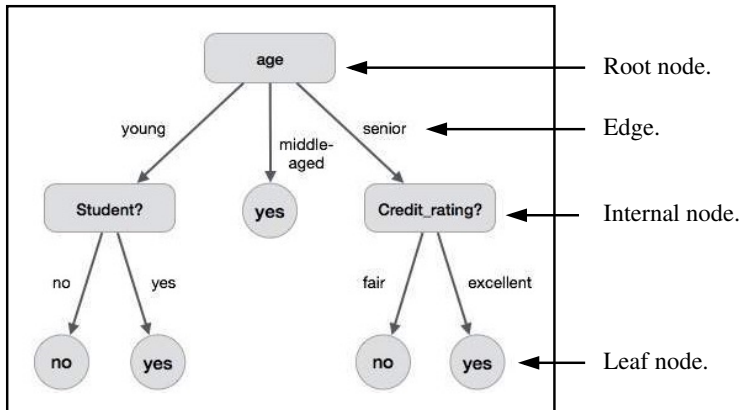 age
Root node.
young
middle-
aged
senior
Edge.
Student?
yes
Credit_rating?
Internal node.
no
yes
fair
excellent
no
yes
no
yes
Leaf node.